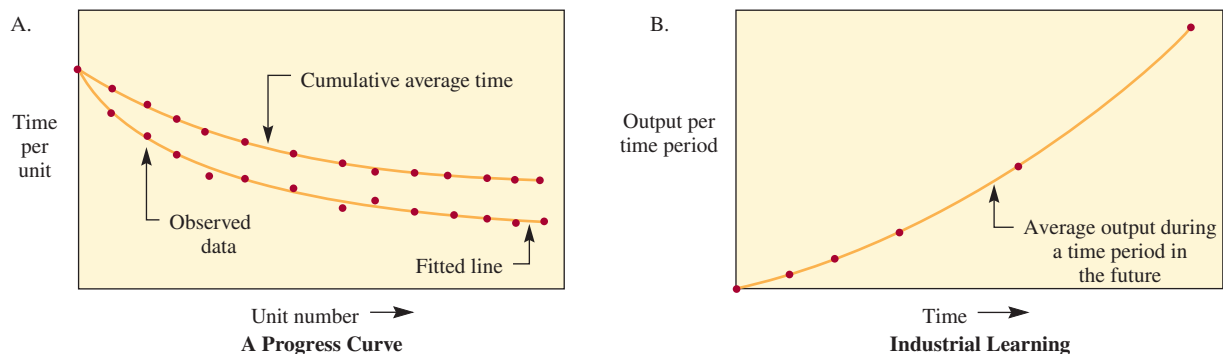 A.
Time
per
unit
Cumulative average time
Observed
data
Fitted line
Unit number
A Progress Curve
B.
Output per
time period
Average output during
a time period in
the future
Time
Industrial Learning